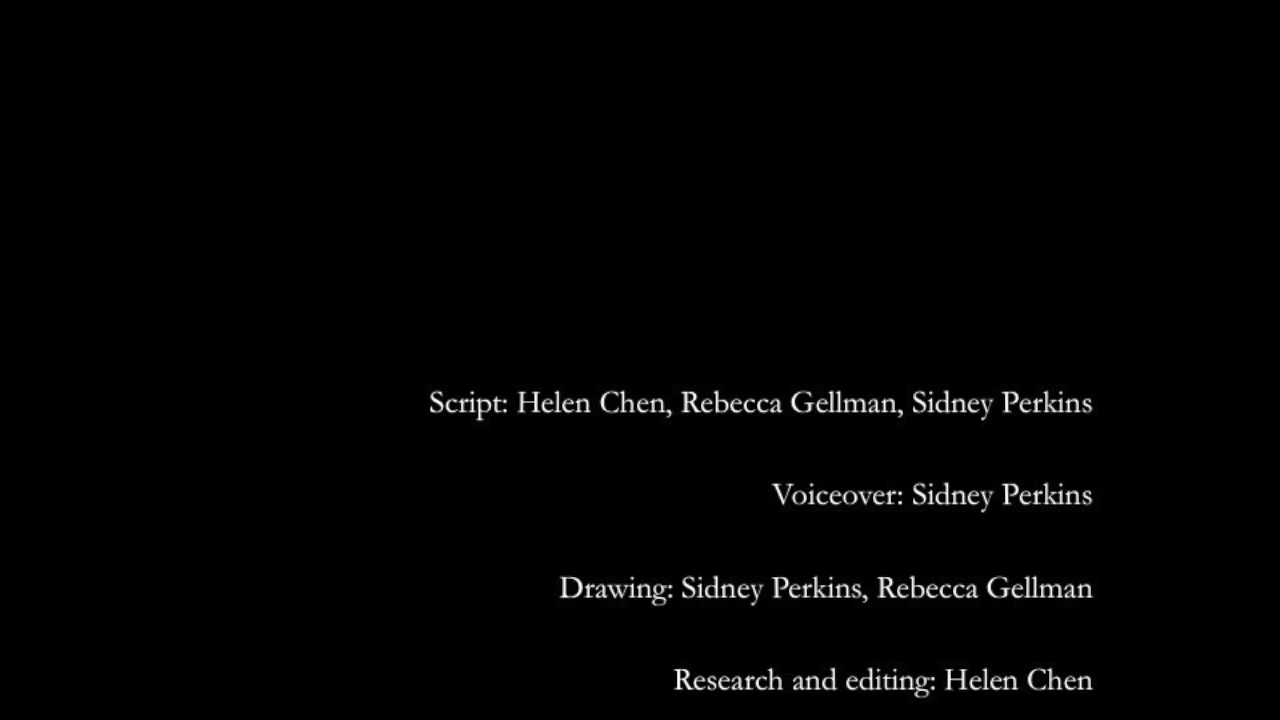 Script: Helen Chen, Rebecca Gellman, Sidney Perkins
Voiceover: Sidney Perkins
Drawing: Sidney Perkins, Rebecca Gellman
Research and editing: Helen Chen